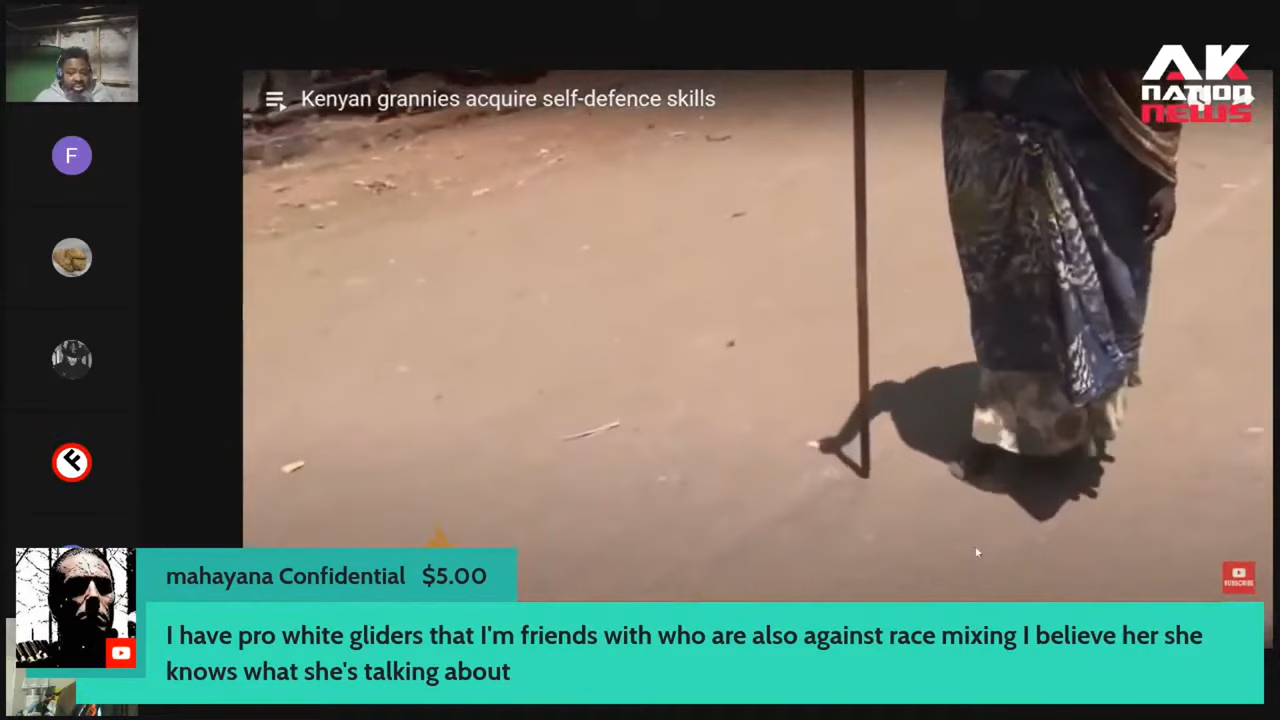 Kenyan grannies acquire self-defence skills
AK
NATION
NEWS
F
F
SUBSCRIBE
mahayana Confidential $5.00
I have pro white gliders that I'm friends with who are also against race mixing I believe her she
knows what she's talking about